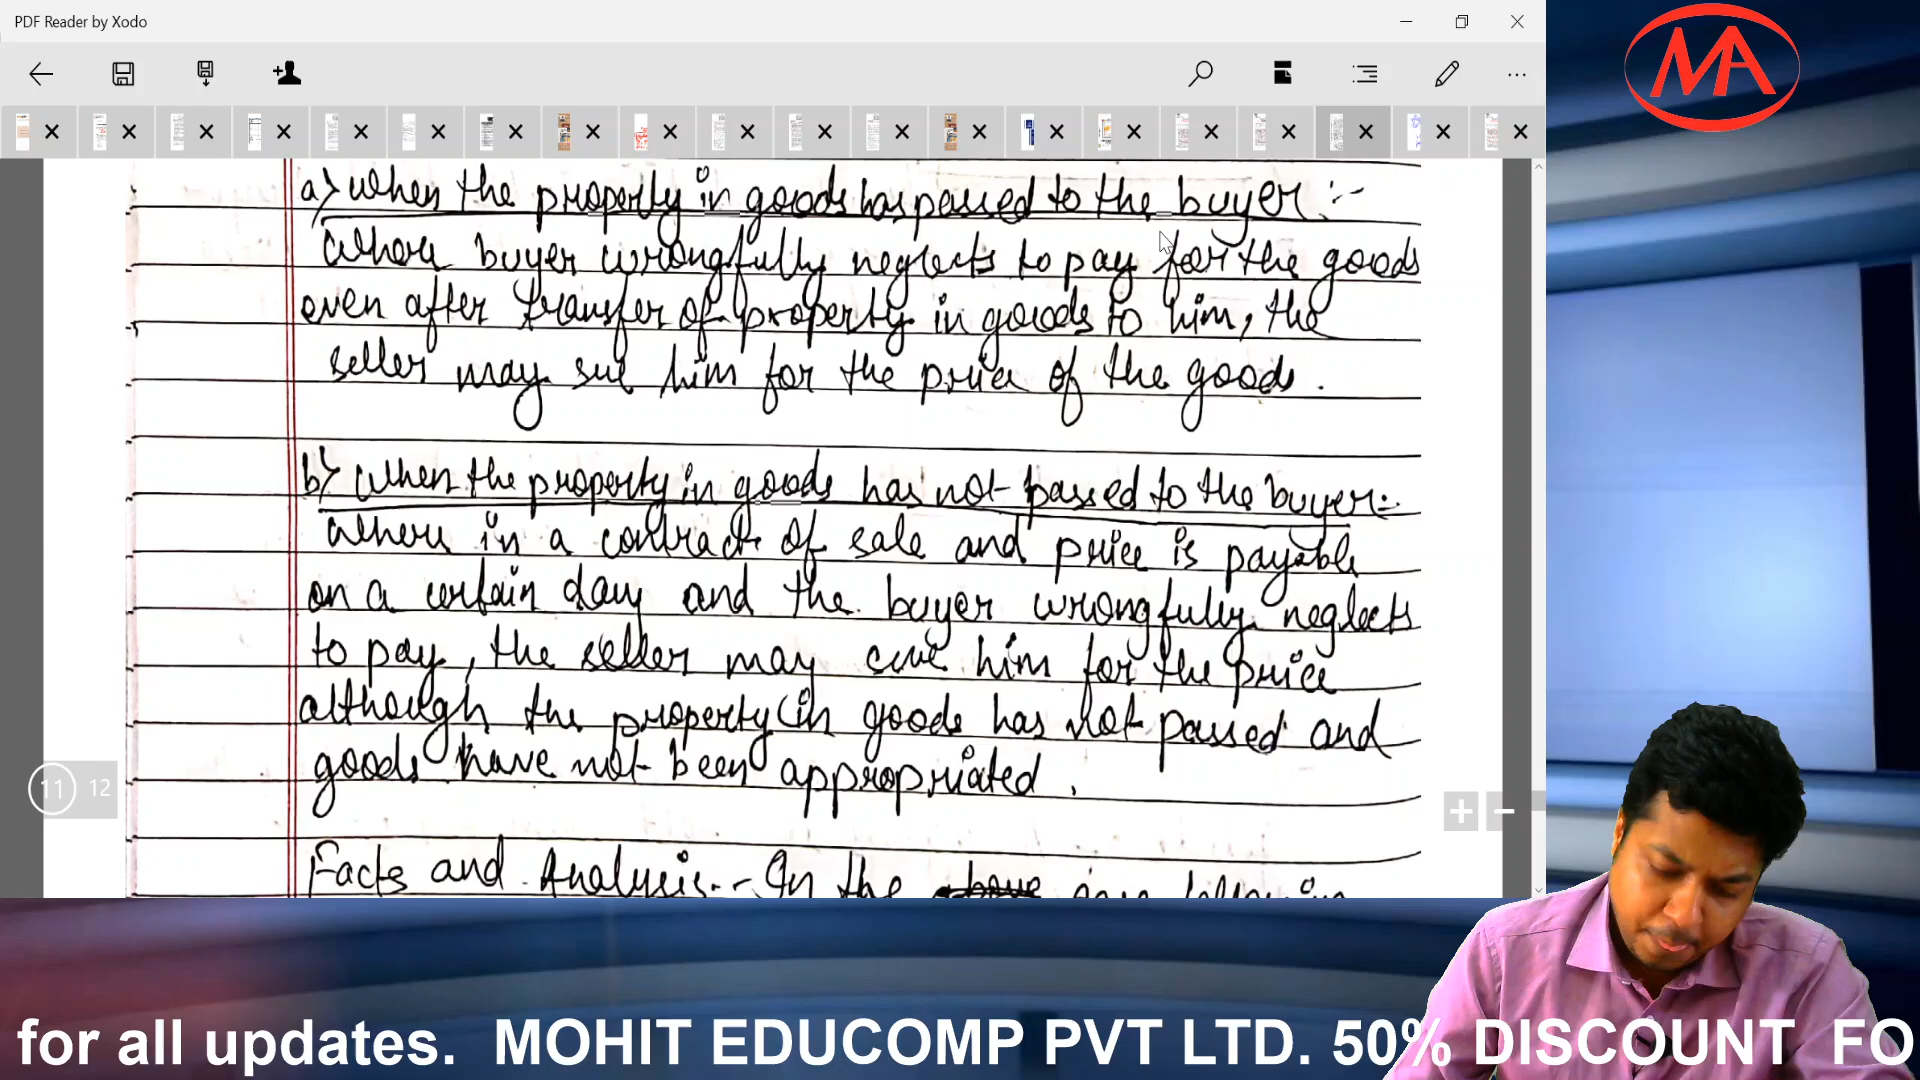 PDF Reader by Xodo
MA
a) When the property in goods has passed to the buyer :-
Where buyer wrongfully neglects to pay for the goods
even after transfer of property in goods to him, the
seller may sue him for the price of the goods.
b) When the property in goods has not passed to the buyer:-
Where in a contract of sale and price is payable
on a certain day and the buyer wrongfully neglects
to pay, the seller may sue him for the price
although the property in goods has not passed and
goods have not been appropriated.
11 12
Facts and Analysis.- In the
for all updates. MOHIT EDUCOMP PVT LTD. 50% DISCOUNT FO